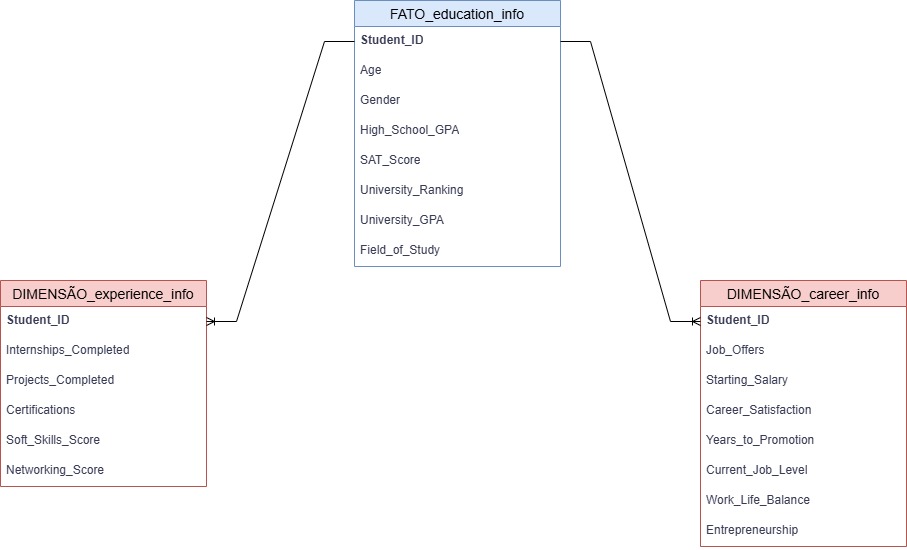 FATO_education_info
Student_ID
Age
Gender
High_School_GPA
SAT_Score
University_Ranking
University_GPA
Field_of_Study
DIMENSÃO_experience_info
Student_ID
Internships_Completed
Projects_Completed
Certifications
Soft_Skills_Score
Networking_Score
DIMENSÃO_career_info
Student_ID
Job_Offers
Starting_Salary
Career_Satisfaction
Years_to_Promotion
Current_Job_Level
Work_Life_Balance
Entrepreneurship